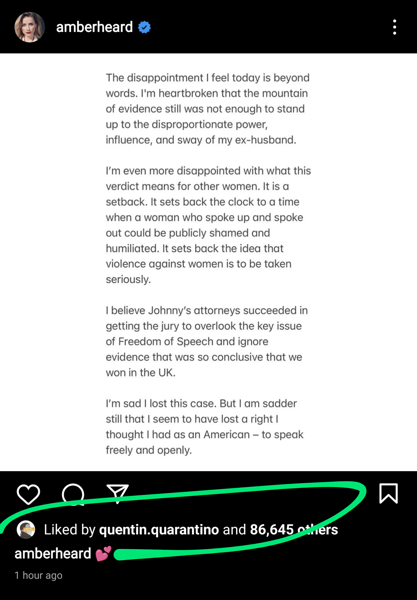 amberheard
The disappointment I feel today is beyond
words. I'm heartbroken that the mountain
of evidence still was not enough to stand
up to the disproportionate power,
influence, and sway of my ex-husband.
I'm even more disappointed with what this
verdict means for other women. It is a
setback. It sets back the clock to a time
when a woman who spoke up and spoke
out could be publicly shamed and
humiliated. It sets back the idea that
violence against women is to be taken
seriously.
I believe Johnny's attorneys succeeded in
getting the jury to overlook the key issue
of Freedom of Speech and ignore
evidence that was so conclusive that we
won in the UK.
I'm sad I lost this case. But I am sadder
still that I seem to have lost a right I
thought I had as an American – to speak
freely and openly.
Liked by quentin.quarantino and 86,645 others
amberheard 💕
1 hour ago